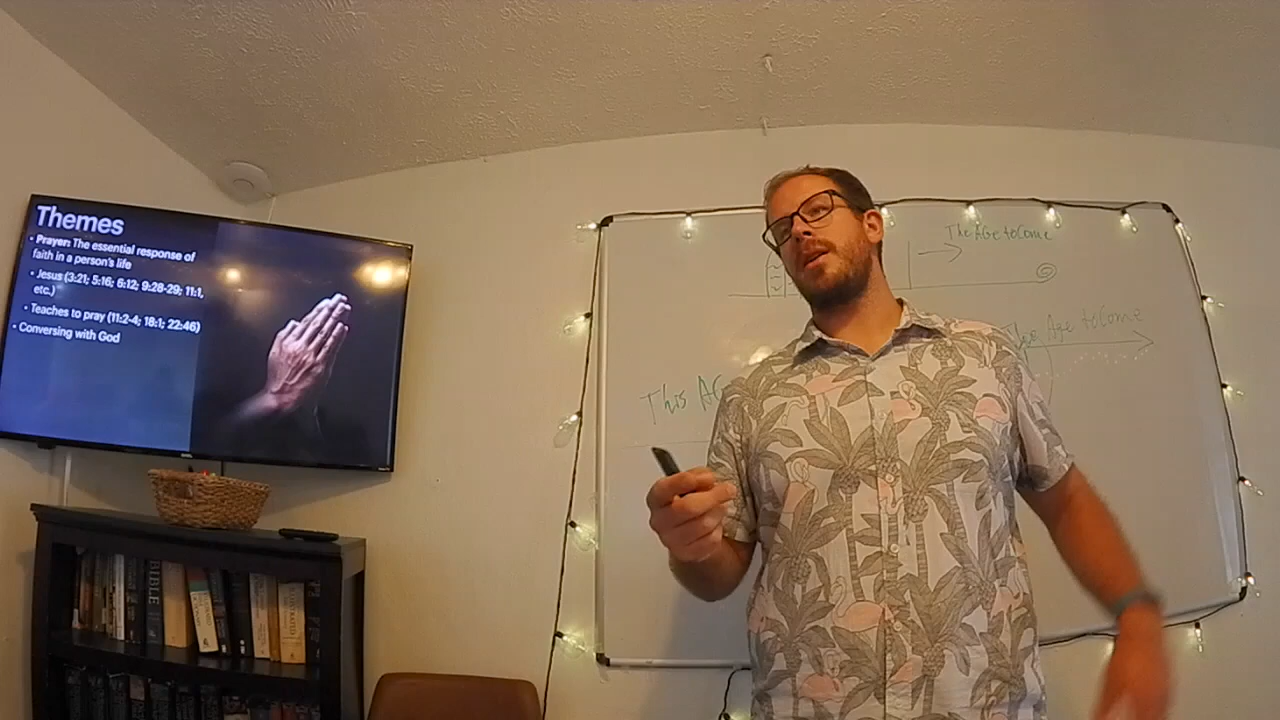 Themes
• Prayer: The essential response of
faith in a person's life
• Jesus (3:21; 5:16; 6:12; 9:28-29; 11:1,
etc.)
• Teaches to pray (11:2-4; 18:1; 22:46)
• Conversing with God
The Age to Come
The Age to Come
This AG
BIBLE